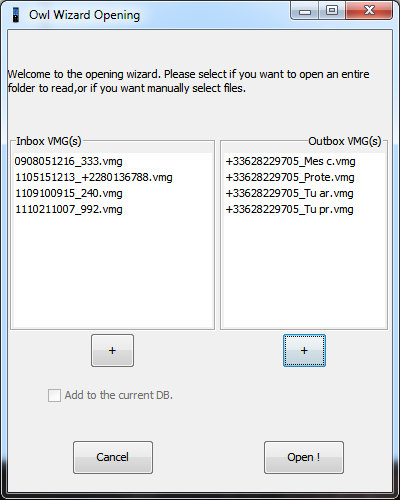 Owl Wizard Opening
Welcome to the opening wizard. Please select if you want to open an entire
folder to read,or if you want manually select files.
Inbox VMG(s)
0908051216_333.vmg
1105151213_+2280136788.vmg
1109100915_240.vmg
1110211007_992.vmg
+
Outbox VMG(s)
+33628229705_Mes c.vmg
+33628229705_Prote.vmg
+33628229705_Tu ar.vmg
+33628229705_Tu pr.vmg
+
Add to the current DB.
Cancel
Open !